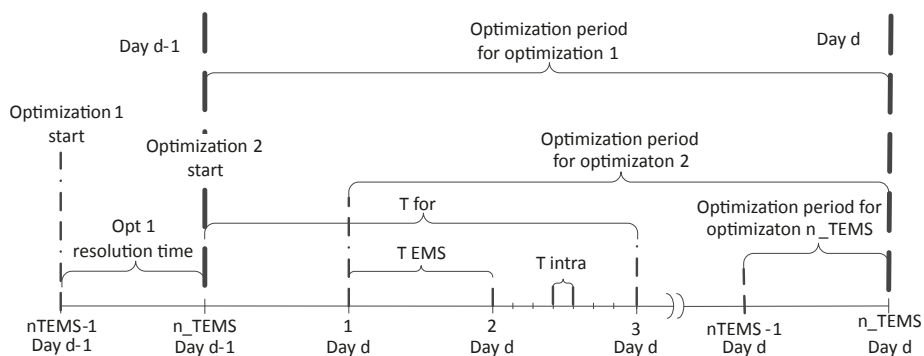 Optimization period
for optimization 1
Day d-1
Day d
Optimization 1
start
Optimization 2
start
Optimization period
for optimizaton 2
Opt 1
resolution time
T for
Optimization period for
optimizaton n_TEMS
T EMS
T intra
nTEMS-1
Day d-1
n_TEMS
Day d-1
1
Day d
2
Day d
3
Day d
nTEMS-1
Day d
n_TEMS
Day d